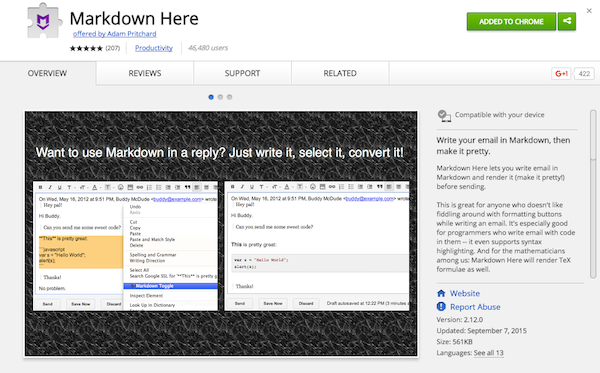 Markdown Here
offered by Adam Pritchard
(207)
Productivity
46,480 users
ADDED TO CHROME
OVERVIEW
REVIEWS
SUPPORT
RELATED
G+1
422
Want to use Markdown in a reply? Just write it, select it, convert it!
On Wed, May 16, 2012 at 9:51 PM, Buddy McDude <buddy@example.com> wrote:
Hey pal!
Hi Buddy.
Can you send me some sweet code?
**This** is pretty great:
```javascript
var s = "Hello World";
alert(s);
Thanks!
No problem.
Send
Save Now
Discard
Undo
Redo
Cut
Copy
Paste
Paste and Match Style
Delete
Spelling and Grammar
Writing Direction
Select All
Search Google SSL for "**This** is pretty
Markdown Toggle
Inspect Element
Look Up in Dictionary
On Wed, May 16, 2012 at 9:51 PM, Buddy McDude <buddy@example.com> wrote:
Hey pal!
Hi Buddy.
Can you send me some sweet code?
This is pretty great:
var s = "Hello World";
alert(s);
Thanks!
Send
Save Now
Discard
Draft autosaved at 12:22 PM (3 minutes
Compatible with your device
Write your email in Markdown, then
make it pretty.
Markdown Here lets you write email in
Markdown and render it (make it pretty!)
before sending.
This is great for anyone who doesn't like
fiddling around with formatting buttons
while writing an email. It's especially good
for programmers who write email with code
in them -- it even supports syntax
highlighting. And for the mathematicians
among us: Markdown Here will render TeX
formulae as well.
Website
Report Abuse
Version: 2.12.0
Updated: September 7, 2015
Size: 561KB
Languages: See all 13